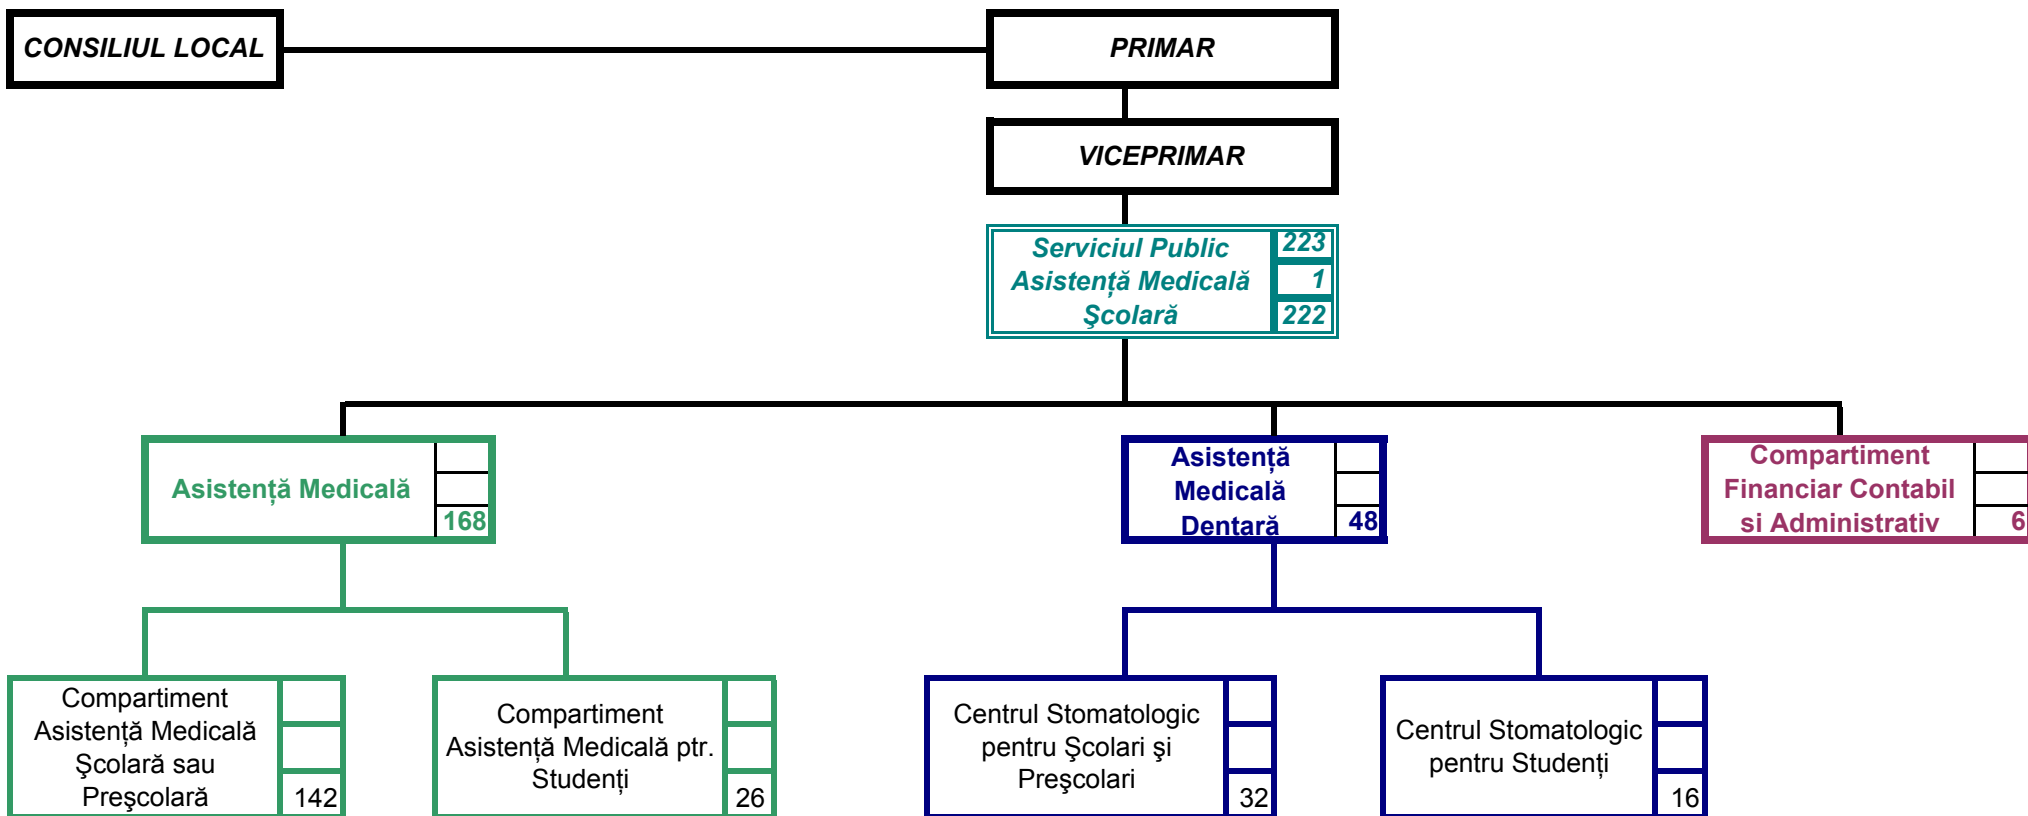 CONSILIUL LOCAL
PRIMAR
VICEPRIMAR
Serviciul Public
Asistență Medicală
Şcolară
223
1
222
Asistență Medicală
168
Asistență
Medicală
Dentară
48
Compartiment
Financiar Contabil
si Administrativ
6
Compartiment
Asistență Medicală
Şcolară sau
Preşcolară
142
Compartiment
Asistență Medicală ptr.
Studenți
26
Centrul Stomatologic
pentru Şcolari şi
Preşcolari
32
Centrul Stomatologic
pentru Studenți
16